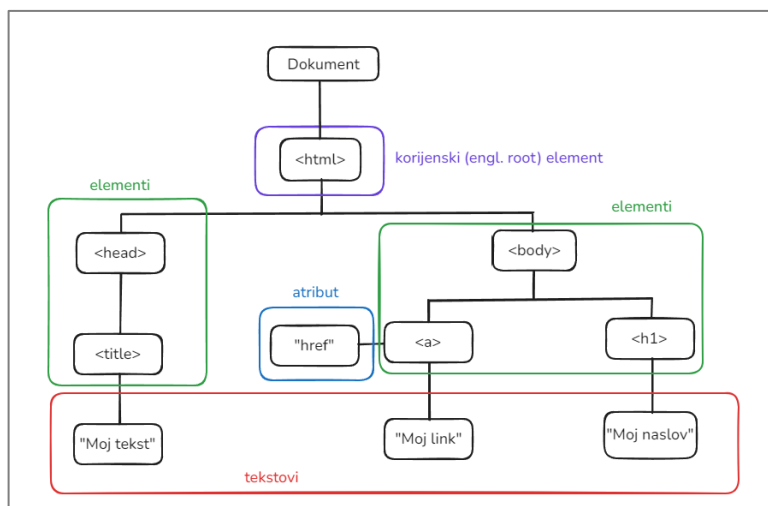 Dokument
<html>
korijenski (engl. root) element
elementi
elementi
<head>
<body>
atribut
"href"
<a>
<h1>
<title>
"Moj tekst"
"Moj link"
"Moj naslov"
tekstovi